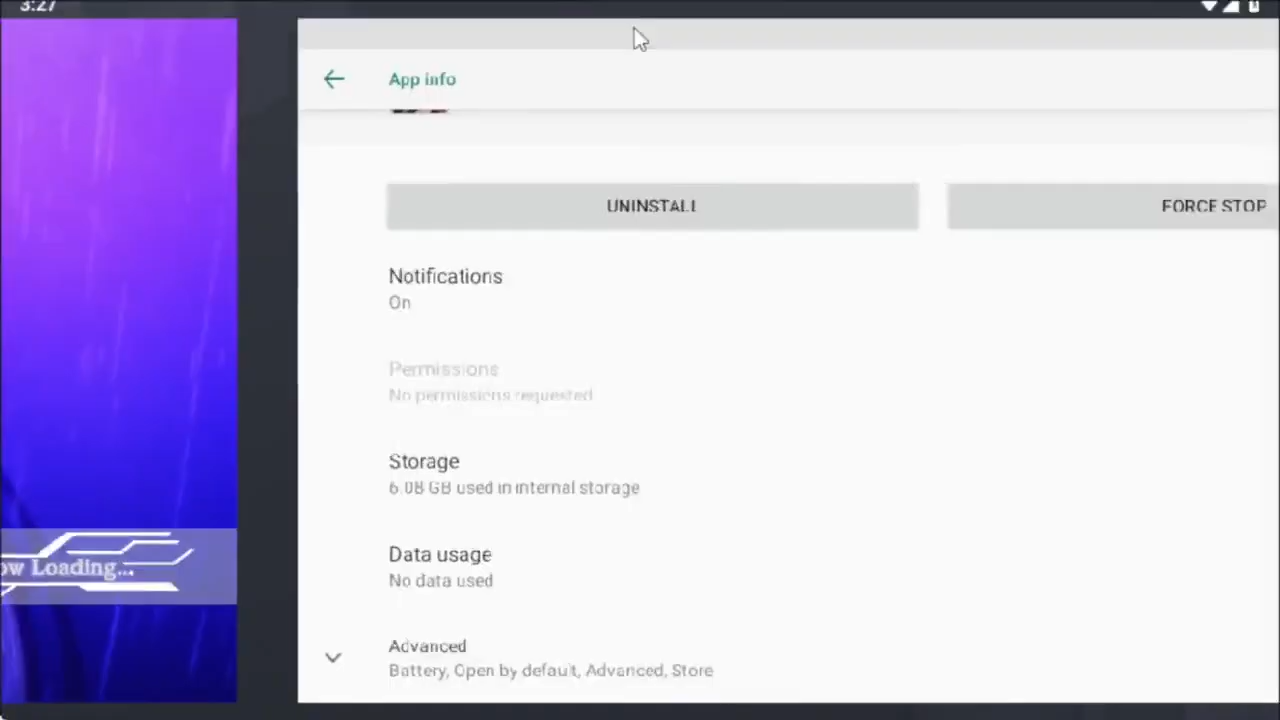 3:27
App info
UNINSTALL
FORCE STOP
Notifications
On
Permissions
No permissions requested
Storage
6.08 GB used in internal storage
Data usage
No data used
ow Loading...
Advanced
Battery, Open by default, Advanced, Store